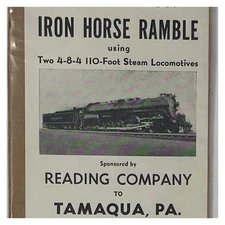 IRON HORSE RAMBLE
using
Two 4-8-4 110-Foot Steam Locomotives
Sponsored by
READING COMPANY
TO
TAMAQUA, PA.